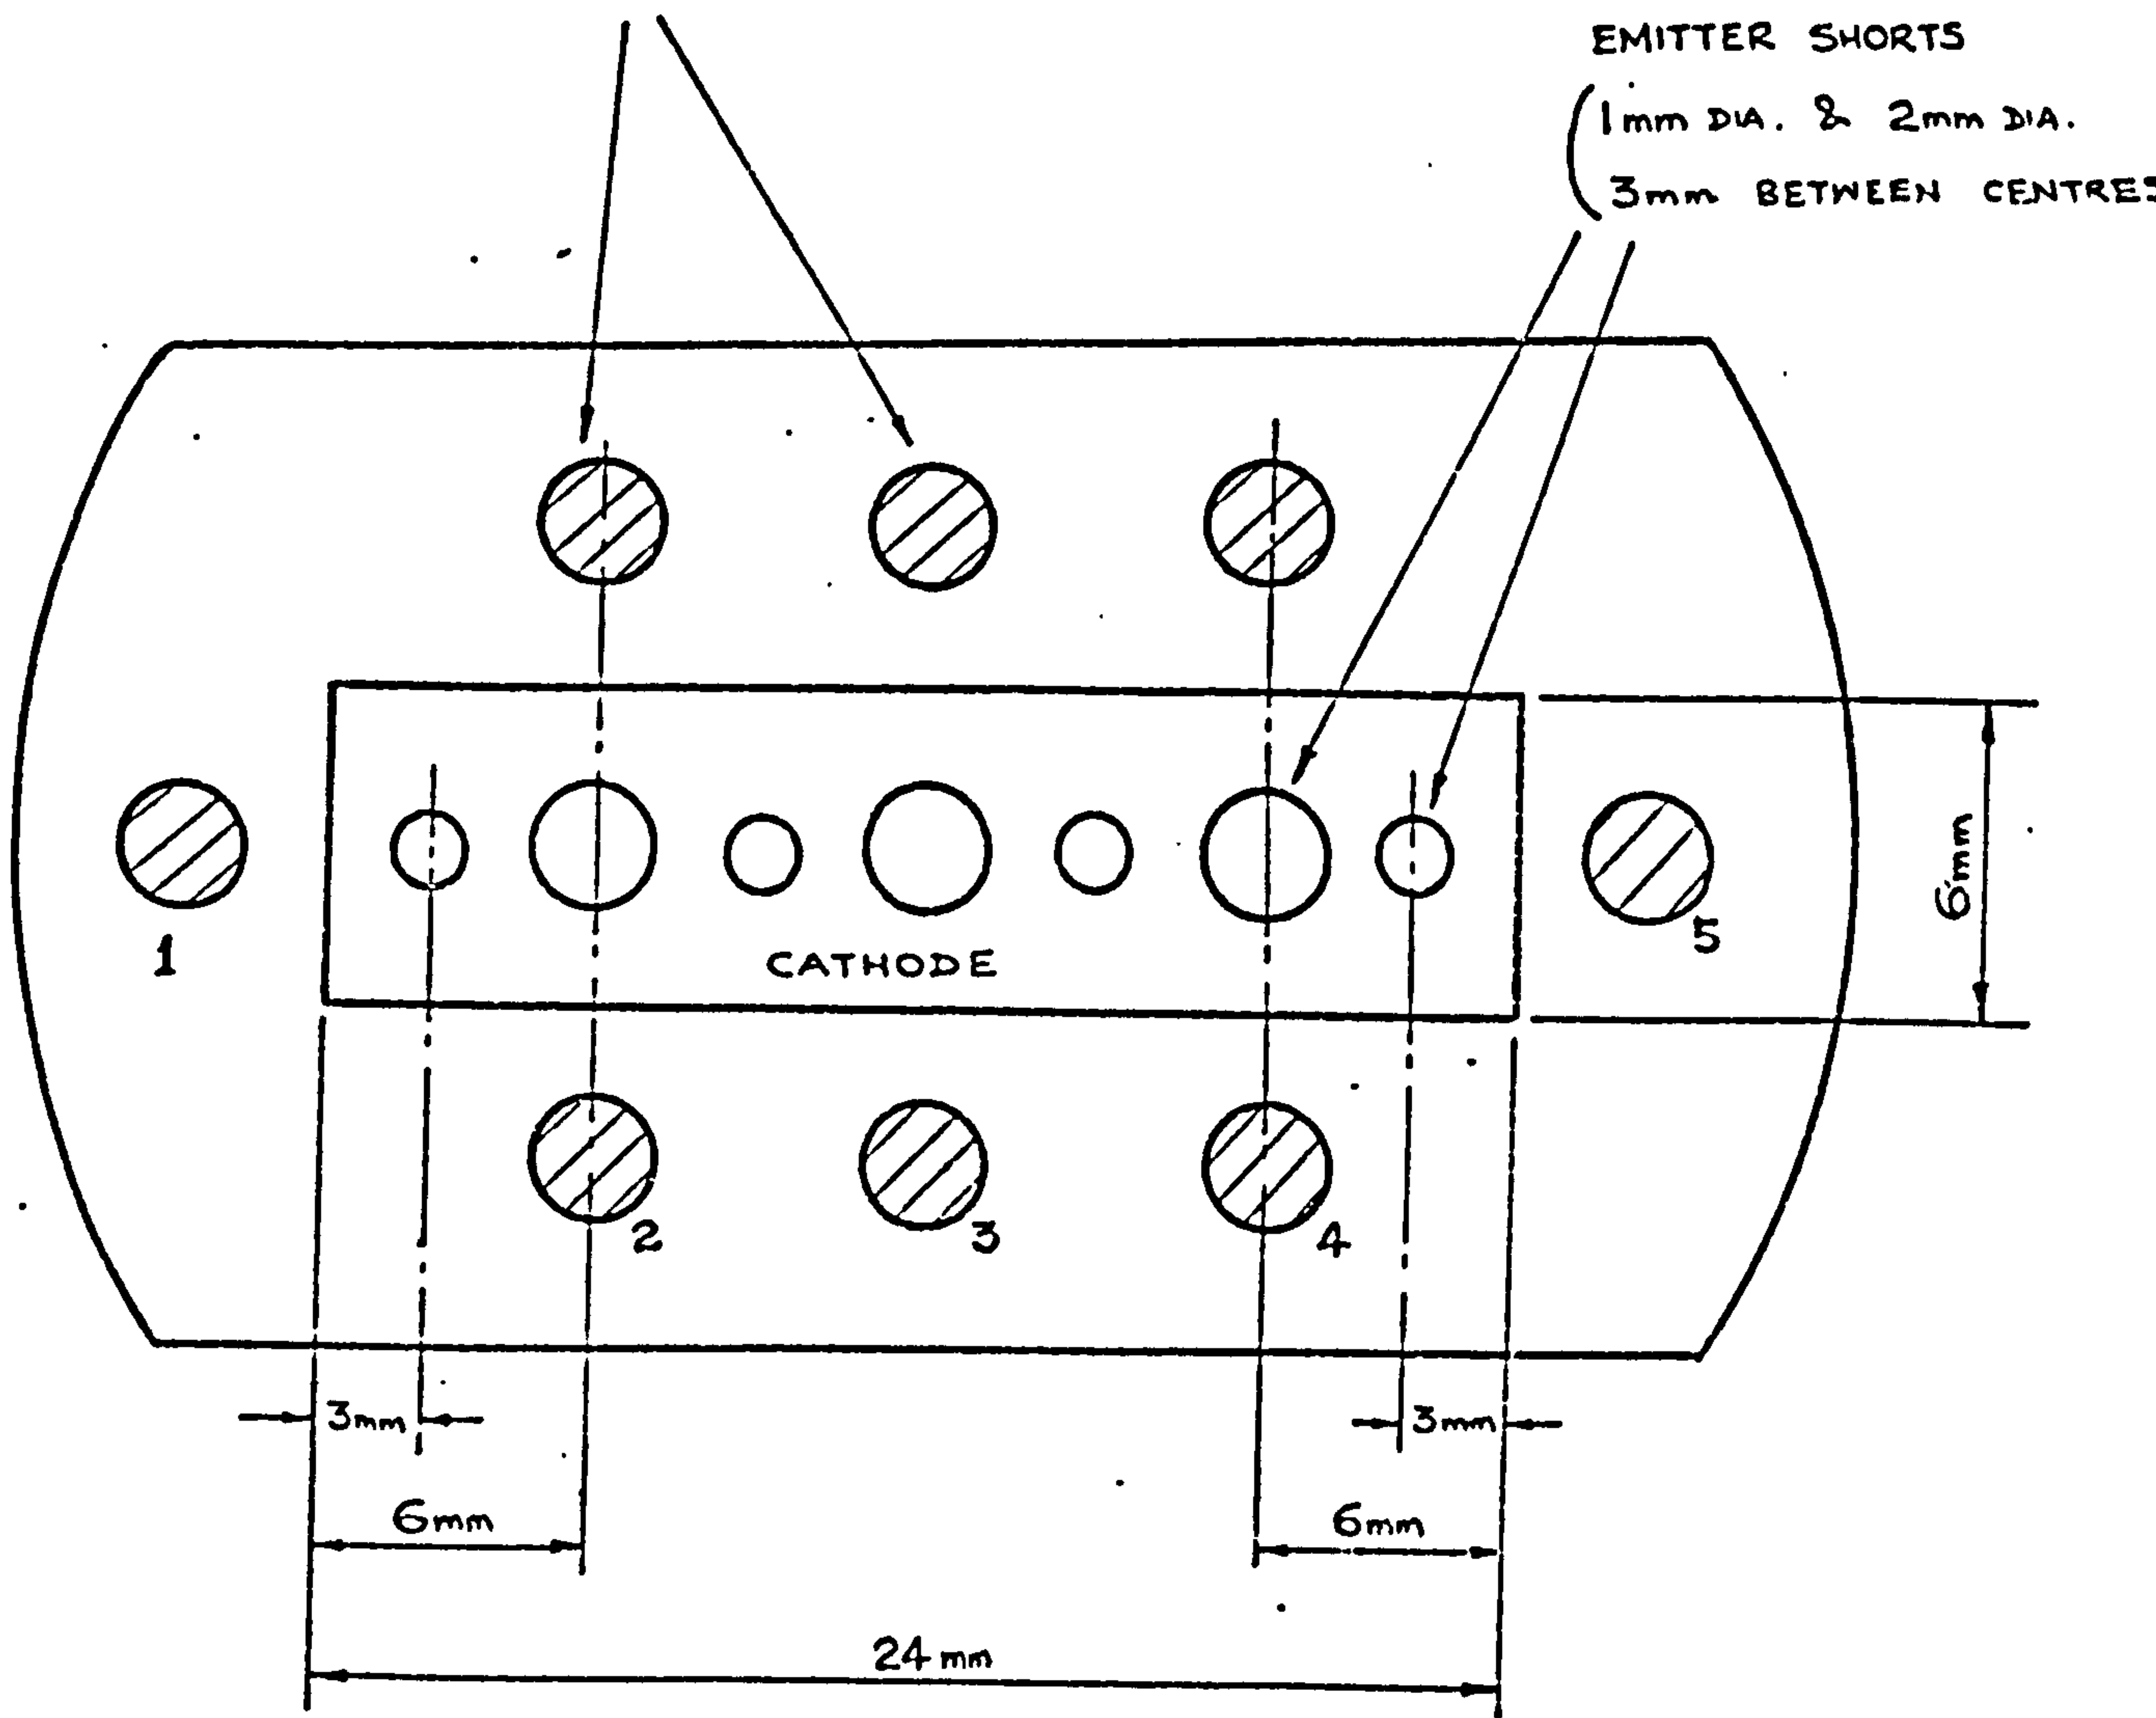 EMITTER SHORTS
1mm DIA. & 2mm DIA.
3mm BETWEEN CENTRES
6mm
1
5
CATHODE
2
3
4
3mm
3mm
6mm
6mm
24mm